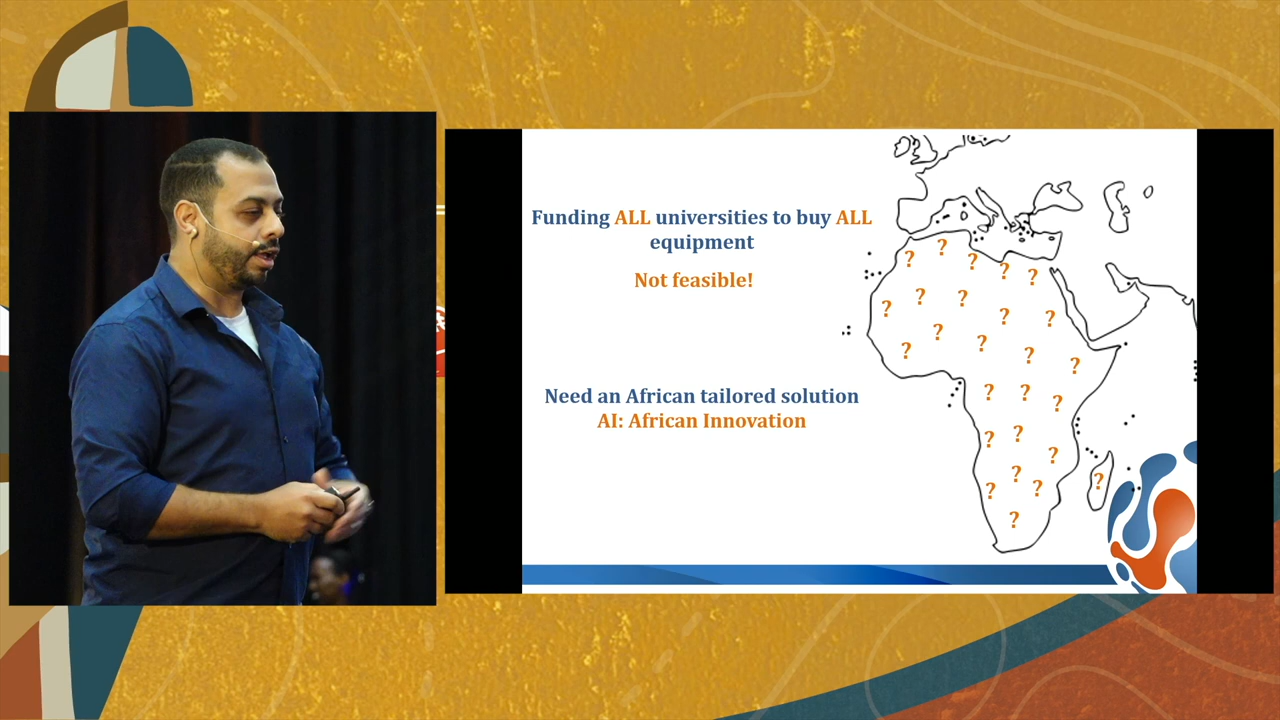 Funding ALL universities to buy ALL
equipment
Not feasible!
Need an African tailored solution
AI: African Innovation
? ? ? ? ?
? ? ? ? ?
? ? ? ? ?
? ? ? ?
? ? ?
? ? ? ? ?
?